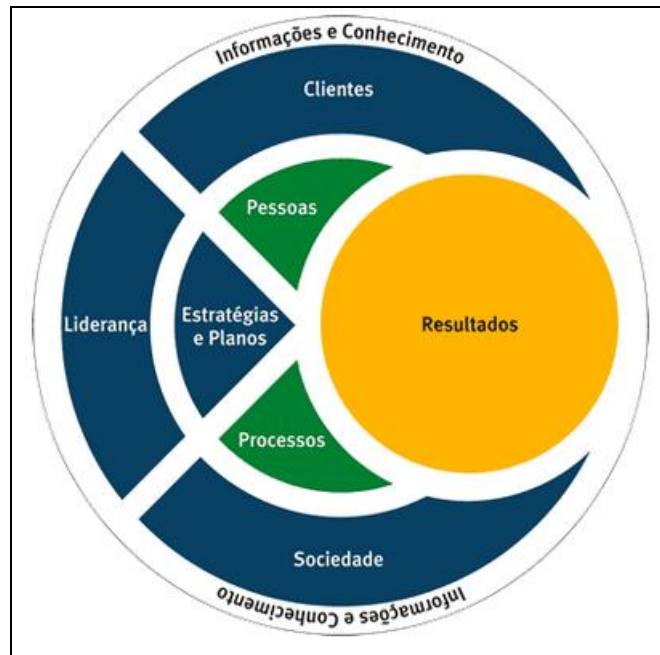 Informações e Conhecimento
Clientes
Pessoas
Liderança
Estratégias
e Planos
Resultados
Processos
Sociedade
Informações e Conhecimento